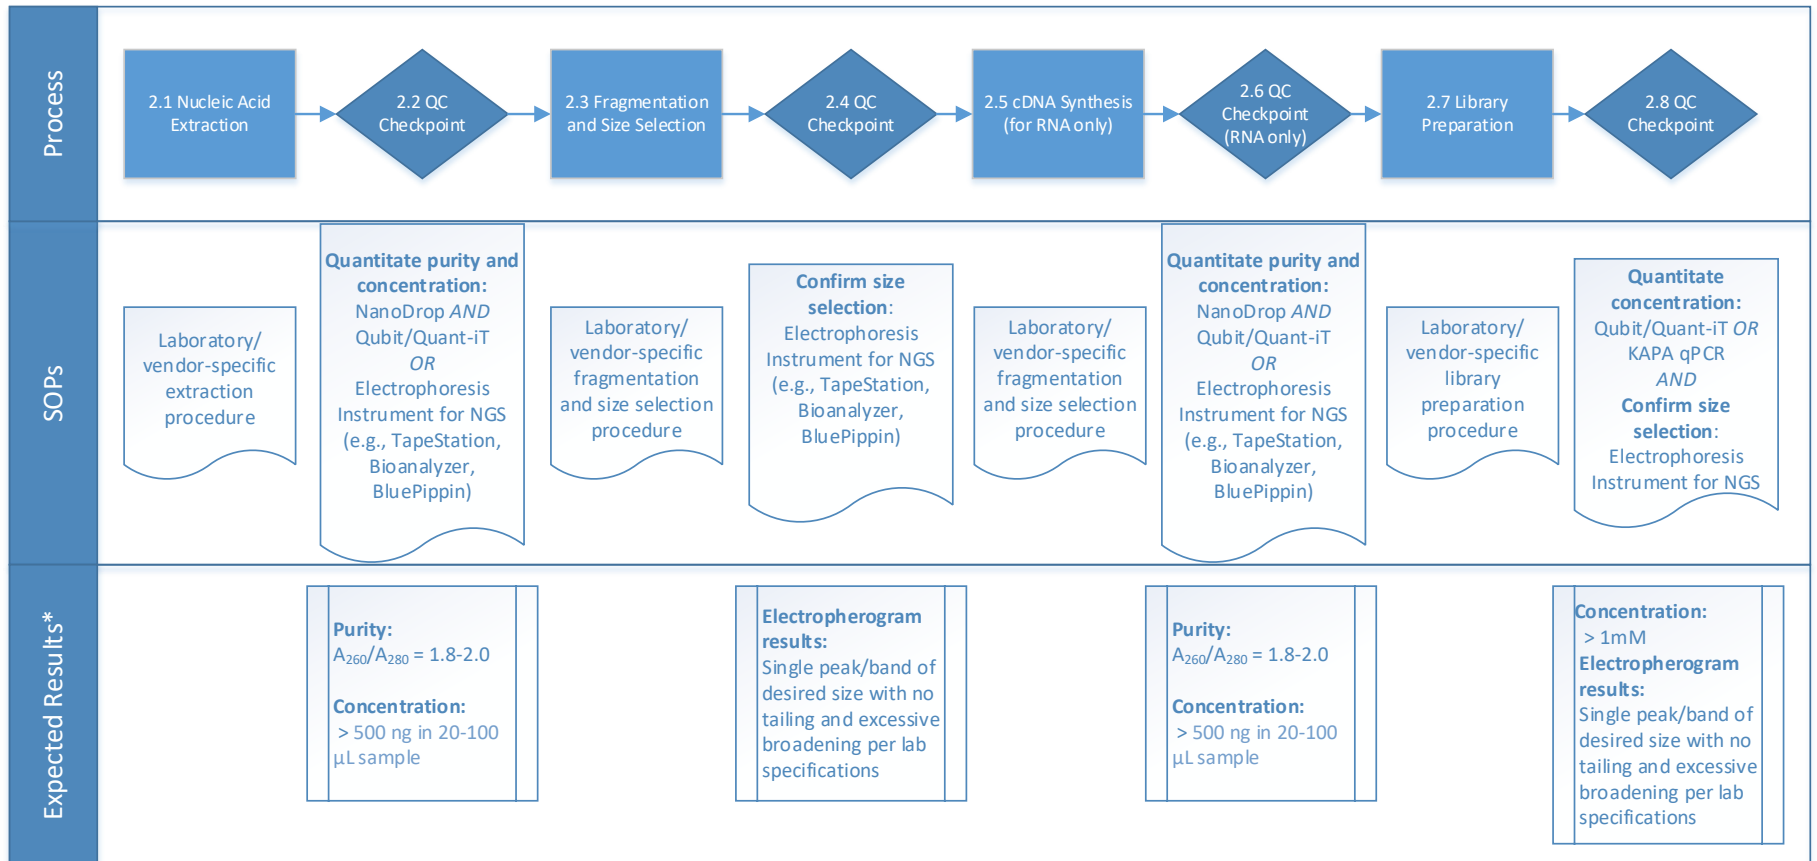 Process
2.1 Nucleic Acid
Extraction
2.2 QC
Checkpoint
2.3 Fragmentation
and Size Selection
2.4 QC
Checkpoint
2.5 cDNA Synthesis
(for RNA only)
2.6 QC
Checkpoint
(RNA only)
2.7 Library
Preparation
2.8 QC
Checkpoint
SOPs
Laboratory/
vendor-specific
extraction
procedure
Quantitate purity and
concentration:
NanoDrop AND
Qubit/Quant-iT
OR
Electrophoresis
Instrument for NGS
(e.g., TapeStation,
Bioanalyzer,
BluePippin)
Laboratory/
vendor-specific
fragmentation
and size selection
procedure
Confirm size
selection:
Electrophoresis
Instrument for NGS
(e.g., TapeStation,
Bioanalyzer,
BluePippin)
Laboratory/
vendor-specific
fragmentation
and size selection
procedure
Quantitate purity and
concentration:
NanoDrop AND
Qubit/Quant-iT
OR
Electrophoresis
Instrument for NGS
(e.g., TapeStation,
Bioanalyzer,
BluePippin)
Laboratory/
vendor-specific
library
preparation
procedure
Quantitate
concentration:
Qubit/Quant-iT OR
KAPA qPCR
AND
Confirm size
selection:
Electrophoresis
Instrument for NGS
Expected Results*
Purity:
A260/A280 = 1.8-2.0
Concentration:
> 500 ng in 20-100
µL sample
Electropherogram
results:
Single peak/band of
desired size with no
tailing and excessive
broadening per lab
specifications
Purity:
A260/A280 = 1.8-2.0
Concentration:
> 500 ng in 20-100
µL sample
Concentration:
> 1mM
Electropherogram
results:
Single peak/band of
desired size with no
tailing and excessive
broadening per lab
specifications